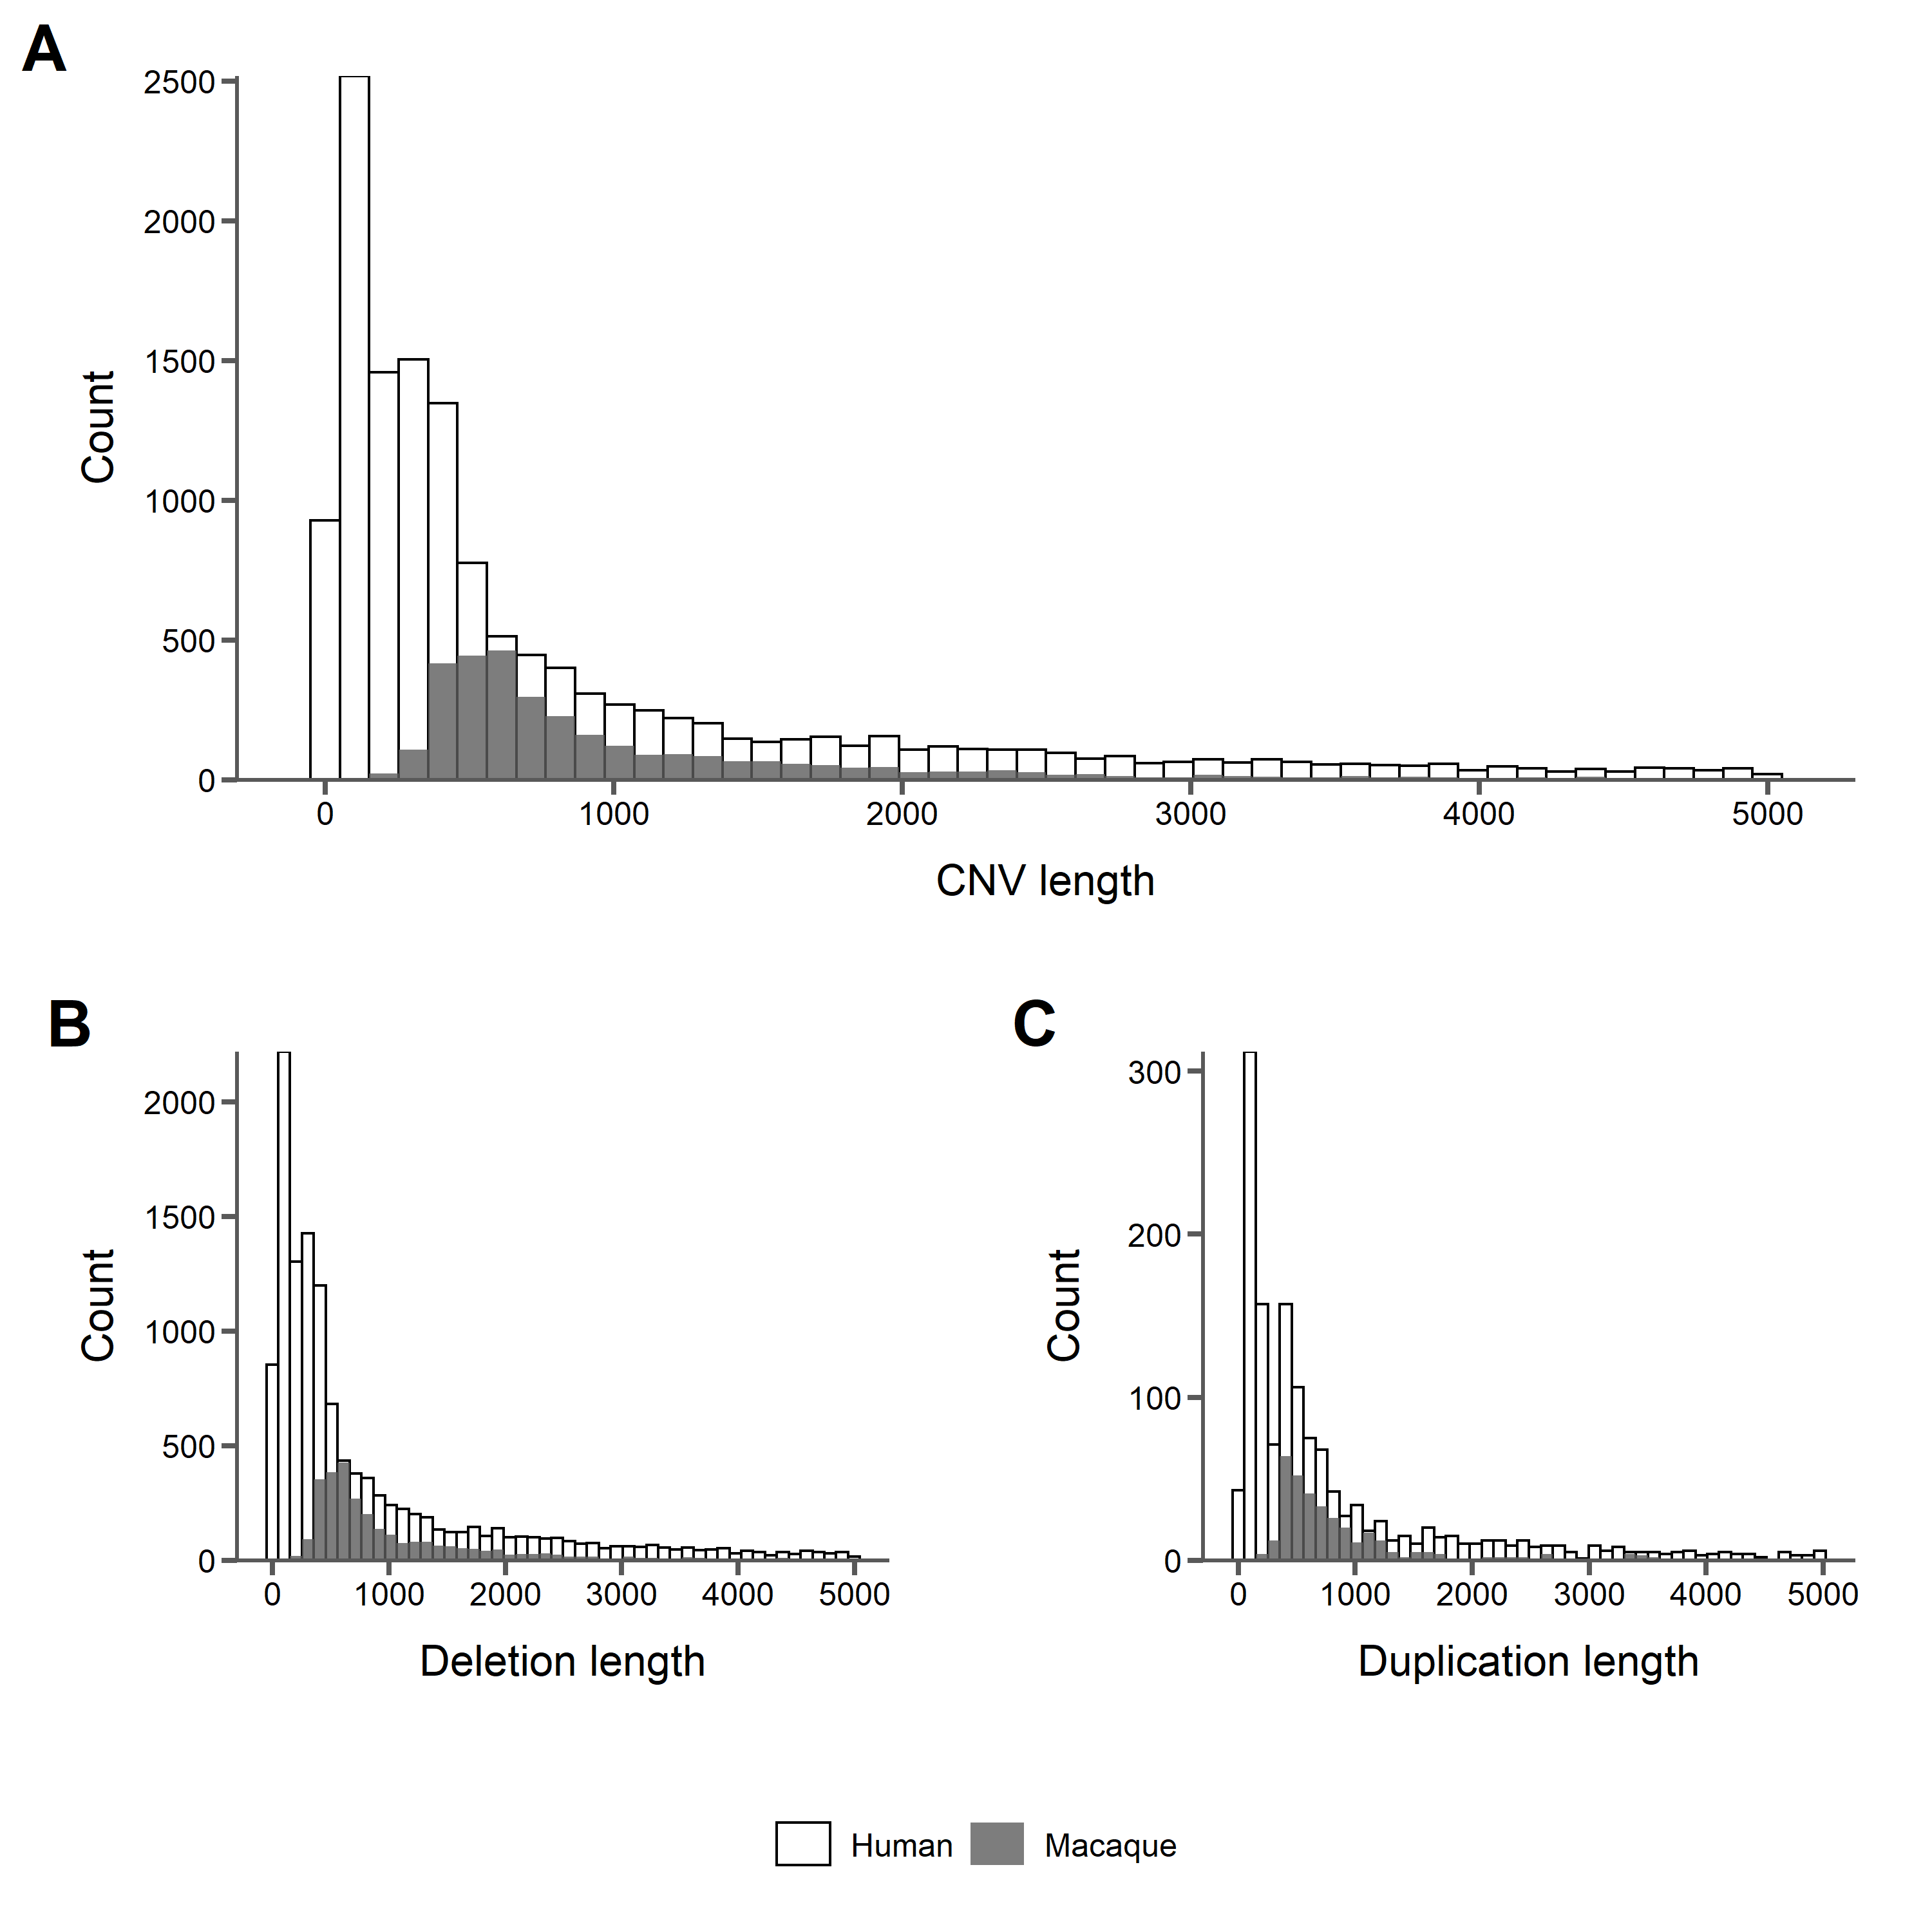 A
2500
2000
1500
1000
500
0
Count
0 1000 2000 3000 4000 5000
CNV length
B
2000
1500
1000
500
0
Count
0 1000 2000 3000 4000 5000
Deletion length
C
300
200
100
0
Count
0 1000 2000 3000 4000 5000
Duplication length
Human Macaque